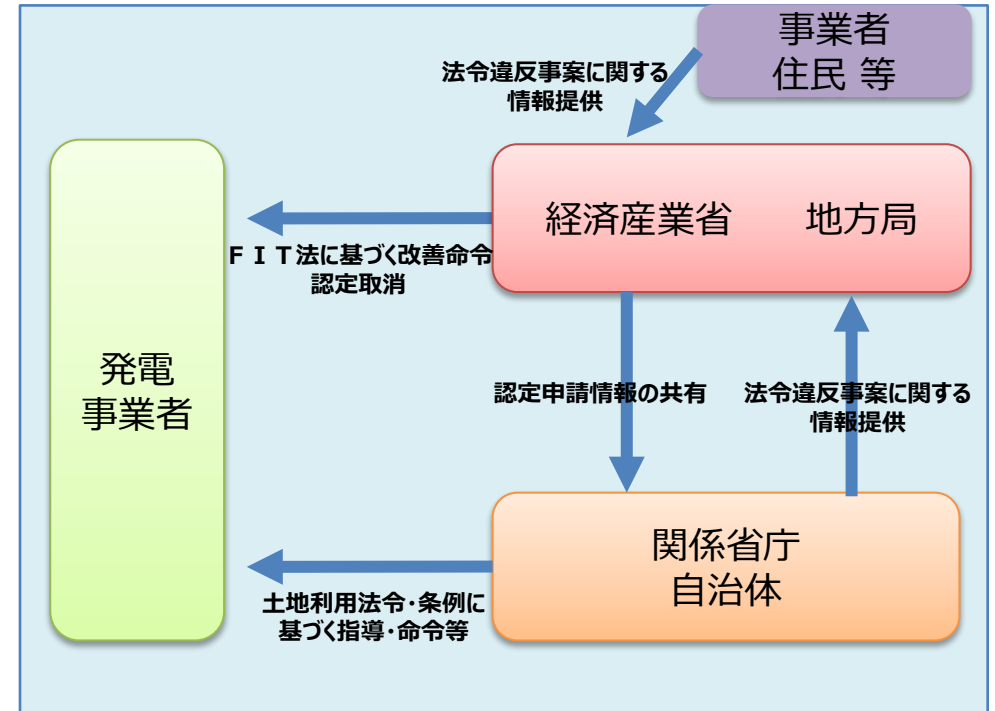 事業者
住民 等
法令違反事案に関する
情報提供
経済産業省　　地方局
ＦＩＴ法に基づく改善命令
認定取消
発電
事業者
認定申請情報の共有
法令違反事案に関する
情報提供
関係省庁
自治体
土地利用法令・条例に
基づく指導・命令等